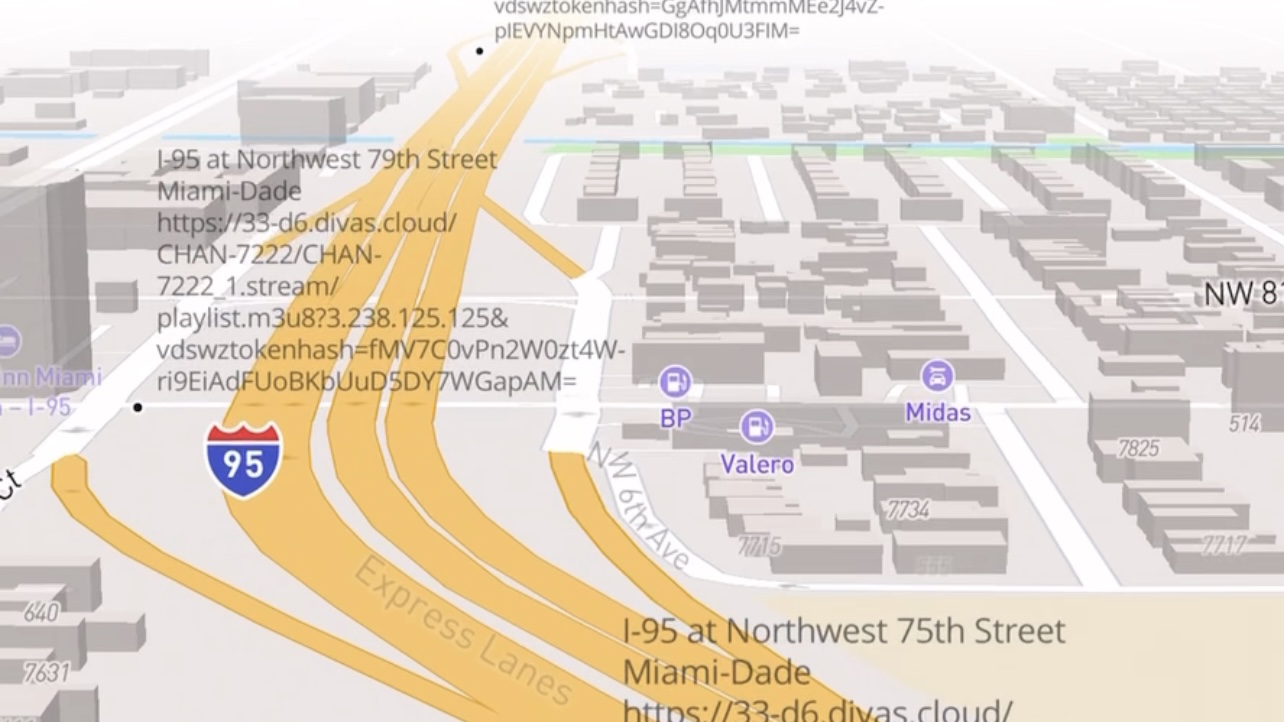 vdswztokenhash=GgAfhJMtmmMEe2J4vZ-
plEVYNpmHtAwGDI8Oq0U3FIM=
I-95 at Northwest 79th Street
Miami-Dade
https://33-d6.divas.cloud/
CHAN-7222/CHAN-
7222_1.stream/
playlist.m3u8?3.238.125.125&
vdswztokenhash=fMV7C0vPn2W0zt4W-
ri9EiAdFUoBKbUuD5DY7WGapAM=
NW 81
nn Miami
- I-95
BP
Midas
Valero
514
7825
95
Ct
NW 6th Ave
7734
7715
7717
Express Lanes
640
7631
I-95 at Northwest 75th Street
Miami-Dade
https://33-d6.divas.cloud/